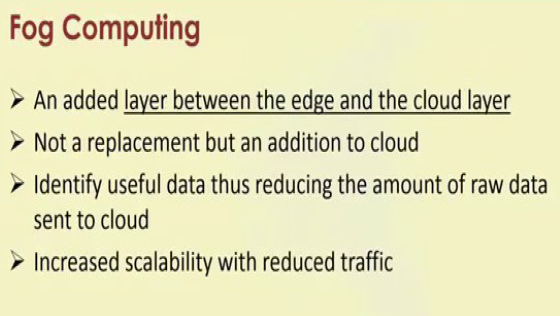 Fog Computing
➤ An added layer between the edge and the cloud layer
➤ Not a replacement but an addition to cloud
➤ Identify useful data thus reducing the amount of raw data
sent to cloud
➤ Increased scalability with reduced traffic